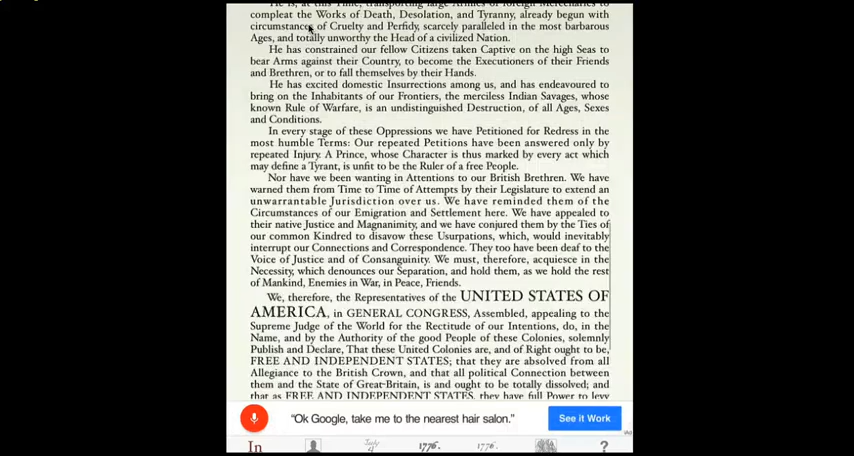 He is, at this Time, transporting large Armies of foreign Mercenaries to
compleat the Works of Death, Desolation, and Tyranny, already begun with
circumstances of Cruelty and Perfidy, scarcely paralleled in the most barbarous
Ages, and totally unworthy the Head of a civilized Nation.
He has constrained our fellow Citizens taken Captive on the high Seas to
bear Arms against their Country, to become the Executioners of their Friends
and Brethren, or to fall themselves by their Hands.
He has excited domestic Insurrections among us, and has endeavoured to
bring on the Inhabitants of our Frontiers, the merciless Indian Savages, whose
known Rule of Warfare, is an undistinguished Destruction, of all Ages, Sexes
and Conditions.
In every stage of these Oppressions we have Petitioned for Redress in the
most humble Terms: Our repeated Petitions have been answered only by
repeated Injury. A Prince, whose Character is thus marked by every act which
may define a Tyrant, is unfit to be the Ruler of a free People.
Nor have we been wanting in Attentions to our British Brethren. We have
warned them from Time to Time of Attempts by their Legislature to extend an
unwarrantable Jurisdiction over us. We have reminded them of the
Circumstances of our Emigration and Settlement here. We have appealed to
their native Justice and Magnanimity, and we have conjured them by the Ties of
our common Kindred to disavow these Usurpations, which, would inevitably
interrupt our Connections and Correspondence. They too have been deaf to the
Voice of Justice and of Consanguinity. We must, therefore, acquiesce in the
Necessity, which denounces our Separation, and hold them, as we hold the rest
of Mankind, Enemies in War, in Peace, Friends.
We, therefore, the Representatives of the UNITED STATES OF
AMERICA, in GENERAL CONGRESS, Assembled, appealing to the
Supreme Judge of the World for the Rectitude of our Intentions, do, in the
Name, and by the Authority of the good People of these Colonies, solemnly
Publish and Declare, That these United Colonies are, and of Right ought to be,
FREE AND INDEPENDENT STATES; that they are absolved from all
Allegiance to the British Crown, and that all political Connection between
them and the State of Great-Britain, is and ought to be totally dissolved; and
that as FREE AND INDEPENDENT STATES, they have full Power to levy
“Ok Google, take me to the nearest hair salon.”
See it Work
iAd
In
July
4
1776.
1776.
?